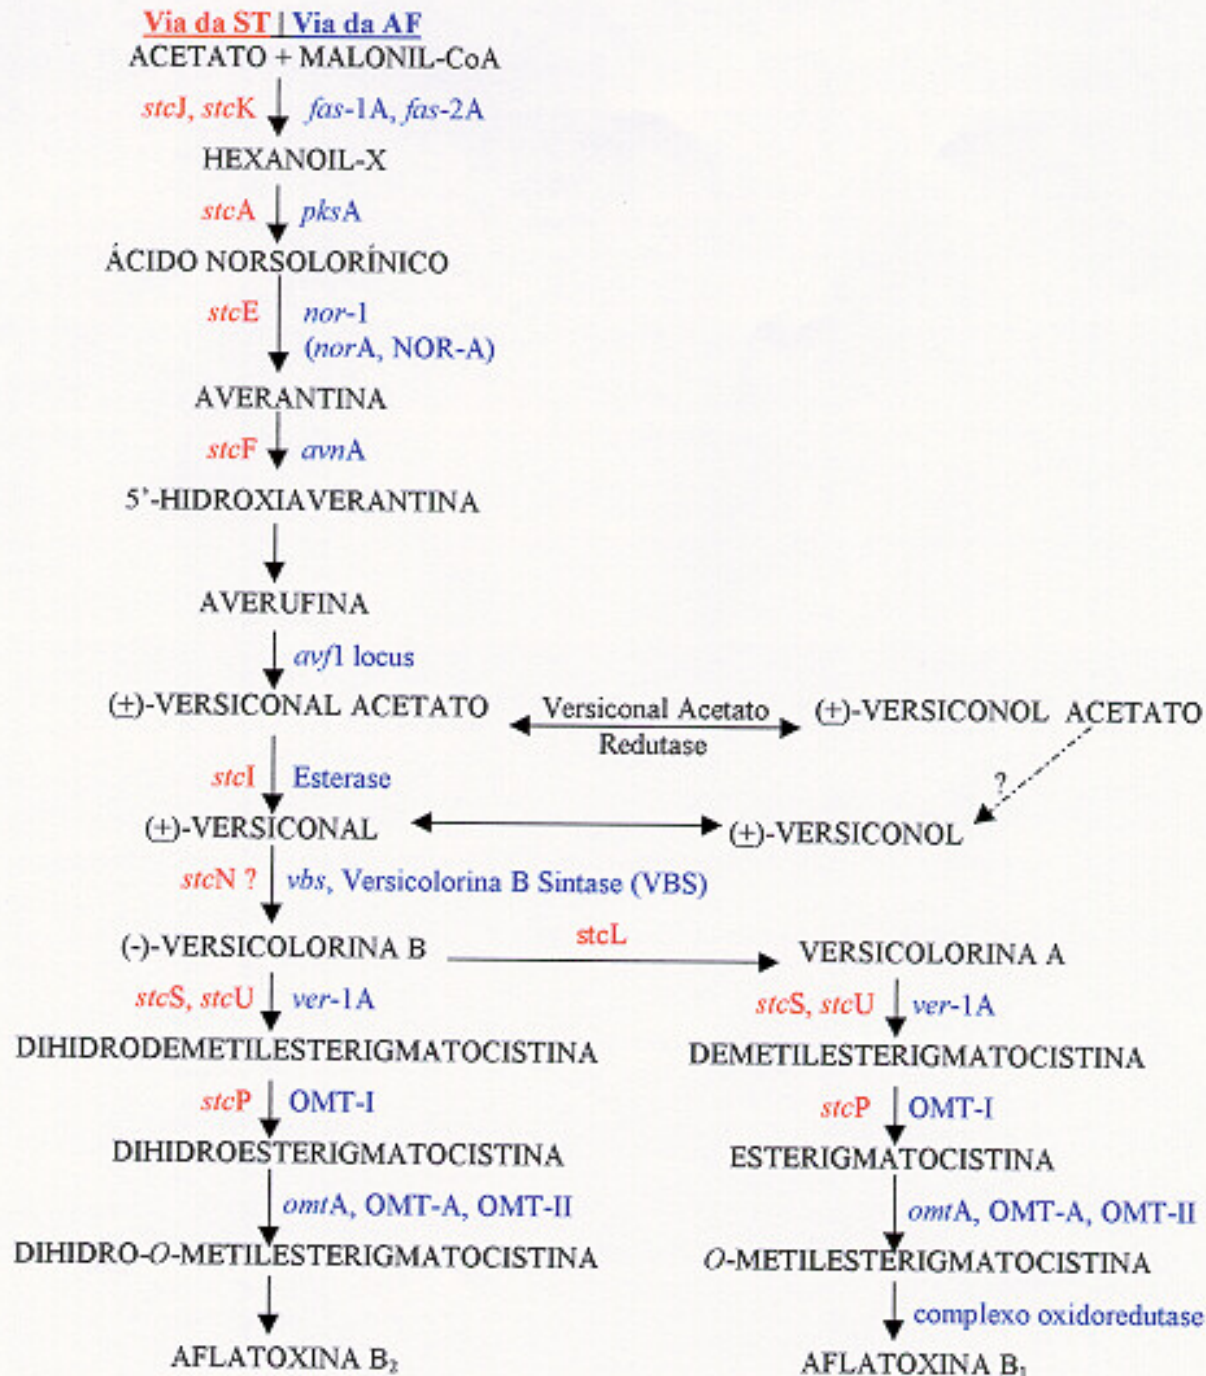 Via da ST | Via da AF
ACETATO + MALONIL-CoA
stcJ, stcK fas-1A, fas-2A
HEXANOIL-X
stcA pksA
ÁCIDO NORSOLORÍNICO
stcE nor-1
(norA, NOR-A)
AVERANTINA
stcF avnA
5'-HIDROXIAVERANTINA
AVERUFINA
avf1 locus
(±)-VERSICONAL ACETATO Versiconal Acetato (±)-VERSICONOL ACETATO
Redutase
stcI Esterase ?
(±)-VERSICONAL (±)-VERSICONOL
stcN ? vbs, Versicolorina B Sintase (VBS)
stcL
(-)-VERSICOLORINA B VERSICOLORINA A
stcS, stcU ver-1A stcS, stcU ver-1A
DIHIDRODEMETILESTERIGMATOCISTINA DEMETILESTERIGMATOCISTINA
stcP OMT-I stcP OMT-I
DIHIDROESTERIGMATOCISTINA ESTERIGMATOCISTINA
omtA, OMT-A, OMT-II omtA, OMT-A, OMT-II
DIHIDRO-O-METILESTERIGMATOCISTINA O-METILESTERIGMATOCISTINA
complexo oxidoredutase
AFLATOXINA B₂ AFLATOXINA B₁